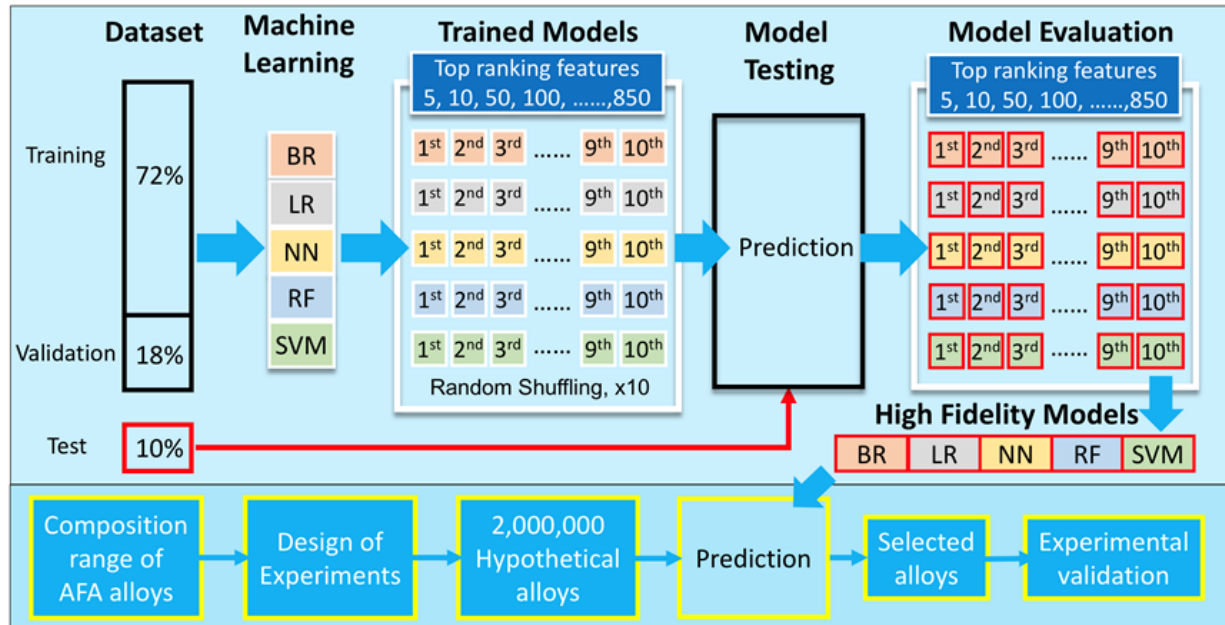 Dataset
Training
72%
Validation
18%
Test
10%
Machine
Learning
BR
LR
NN
RF
SVM
Trained Models
Top ranking features
5, 10, 50, 100, ......,850
1st 2nd 3rd ...... 9th 10th
1st 2nd 3rd ...... 9th 10th
1st 2nd 3rd ...... 9th 10th
1st 2nd 3rd ...... 9th 10th
1st 2nd 3rd ...... 9th 10th
Random Shuffling, x10
Model
Testing
Prediction
Model Evaluation
Top ranking features
5, 10, 50, 100, ......,850
1st 2nd 3rd ...... 9th 10th
1st 2nd 3rd ...... 9th 10th
1st 2nd 3rd ...... 9th 10th
1st 2nd 3rd ...... 9th 10th
1st 2nd 3rd ...... 9th 10th
High Fidelity Models
BR LR NN RF SVM
Composition
range of
AFA alloys
Design of
Experiments
2,000,000
Hypothetical
alloys
Prediction
Selected
alloys
Experimental
validation